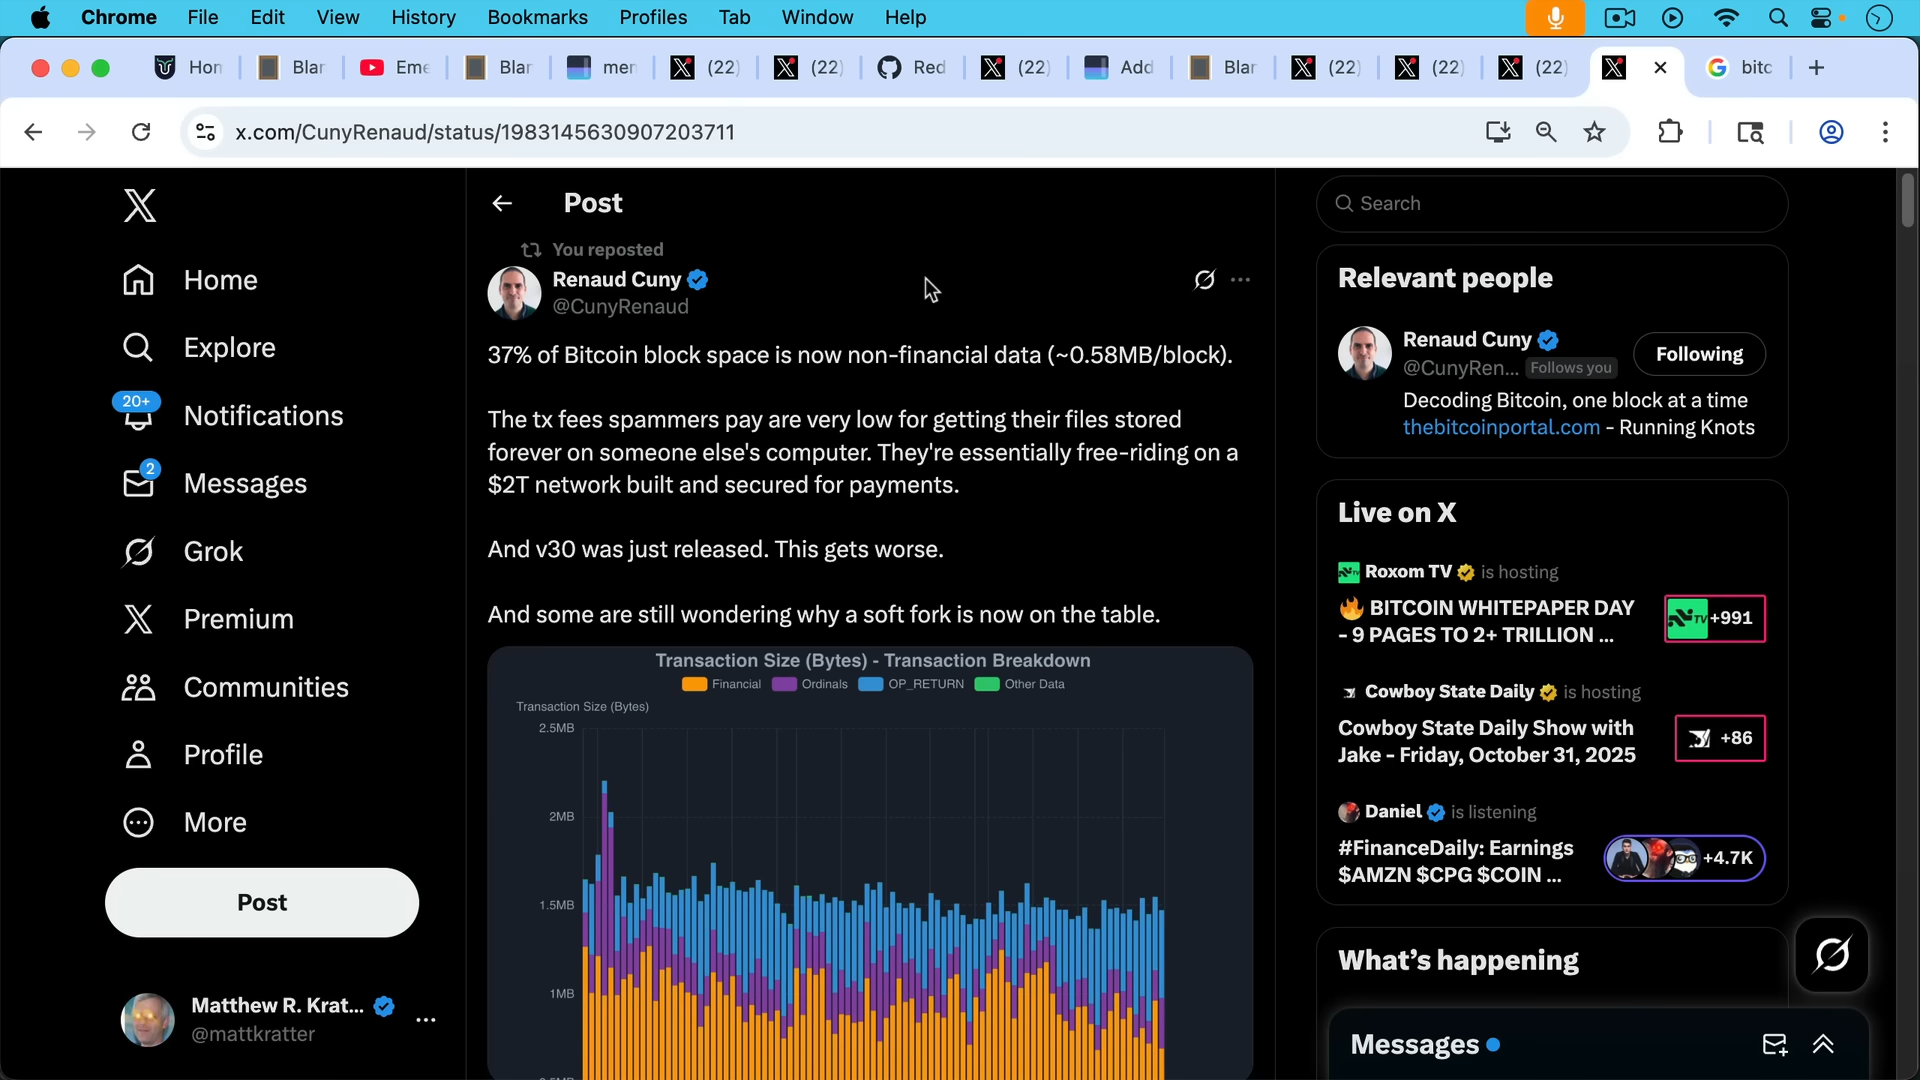 Chrome File Edit View History Bookmarks Profiles Tab Window Help
Hon Blar Eme Blar mer (22) (22) Red (22) Add Blar (22) (22) (22) bitc
x.com/CunyRenaud/status/1983145630907203711
Post
Search
You reposted
Renaud Cuny
@CunyRenaud
37% of Bitcoin block space is now non-financial data (~0.58MB/block).
The tx fees spammers pay are very low for getting their files stored
forever on someone else's computer. They're essentially free-riding on a
$2T network built and secured for payments.
And v30 was just released. This gets worse.
And some are still wondering why a soft fork is now on the table.
Transaction Size (Bytes) - Transaction Breakdown
Financial Ordinals OP_RETURN Other Data
Transaction Size (Bytes)
2.5MB
2MB
1.5MB
1MB
Home
Explore
20+
Notifications
2
Messages
Grok
Premium
Communities
Profile
More
Post
Matthew R. Krat...
@mattkratter
Relevant people
Renaud Cuny
@CunyRen... Follows you
Following
Decoding Bitcoin, one block at a time
thebitcoinportal.com - Running Knots
Live on X
Roxom TV is hosting
🔥 BITCOIN WHITEPAPER DAY
- 9 PAGES TO 2+ TRILLION ...
TV +991
Cowboy State Daily is hosting
Cowboy State Daily Show with
Jake - Friday, October 31, 2025
+86
Daniel is listening
#FinanceDaily: Earnings
$AMZN $CPG $COIN ...
+4.7K
What's happening
Messages